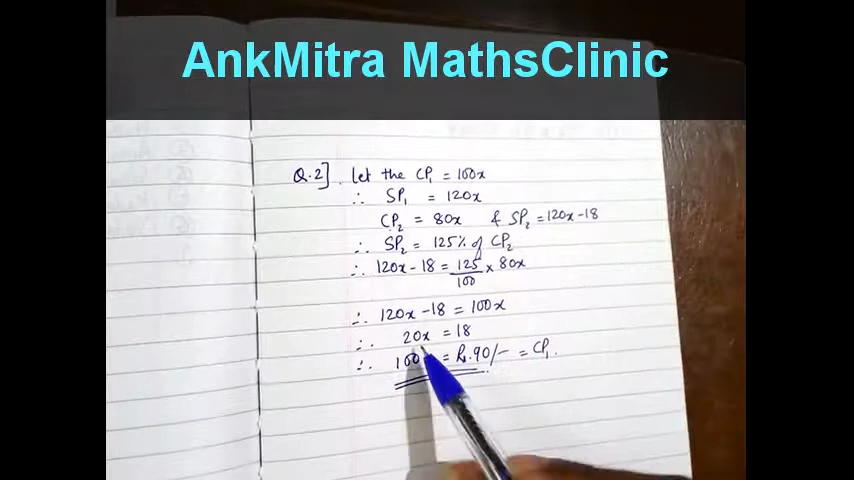 AnkMitra MathsClinic
Q.2]. let the CP₁ = 100x
∴ SP₁ = 120x
CP₂ = 80x & SP₂ = 120x - 18
∴ SP₂ = 125% of CP₂
∴ 120x - 18 = 125/100 x 80x
∴ 120x - 18 = 100x
∴ 20x = 18
∴ 100 = Rs.90/- = CP₁.